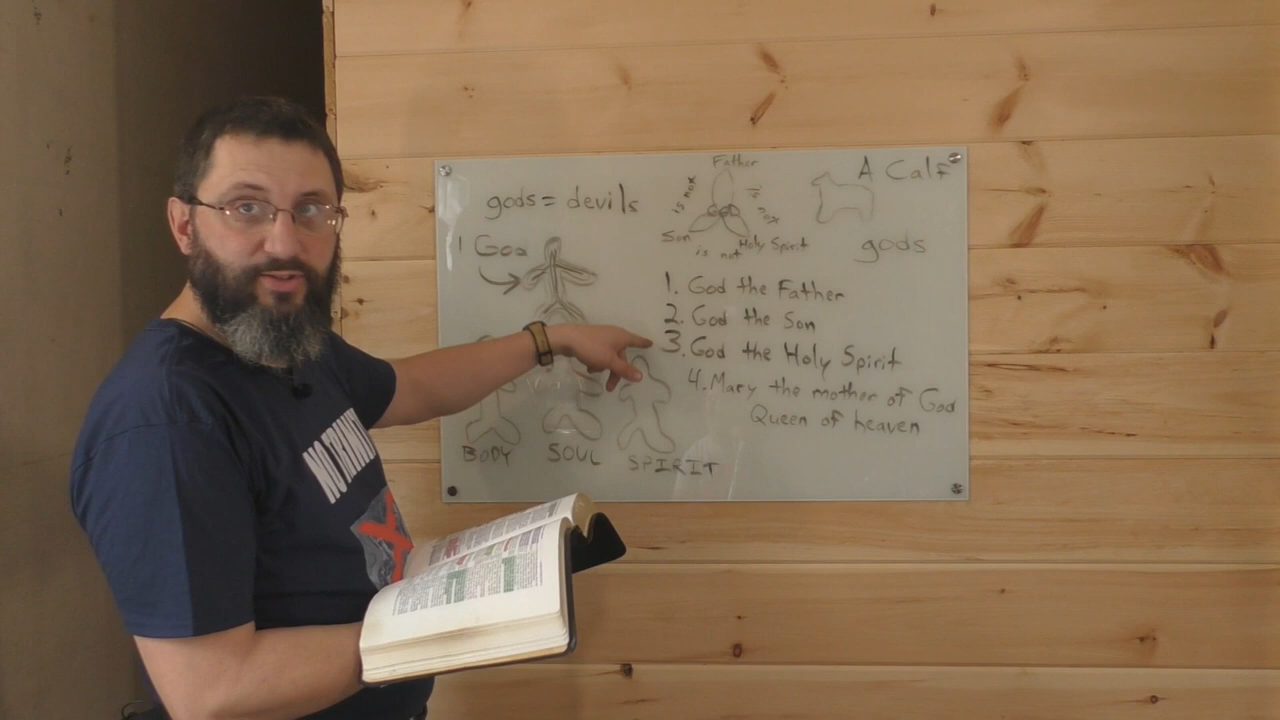 gods = devils
1 God
BODY
SOUL
SPIRIT
Father
is not
is not
God
Son
is not
Holy Spirit
A Calf
gods
1. God the Father
2. God the Son
3. God the Holy Spirit
4. Mary the mother of God
Queen of heaven
NO